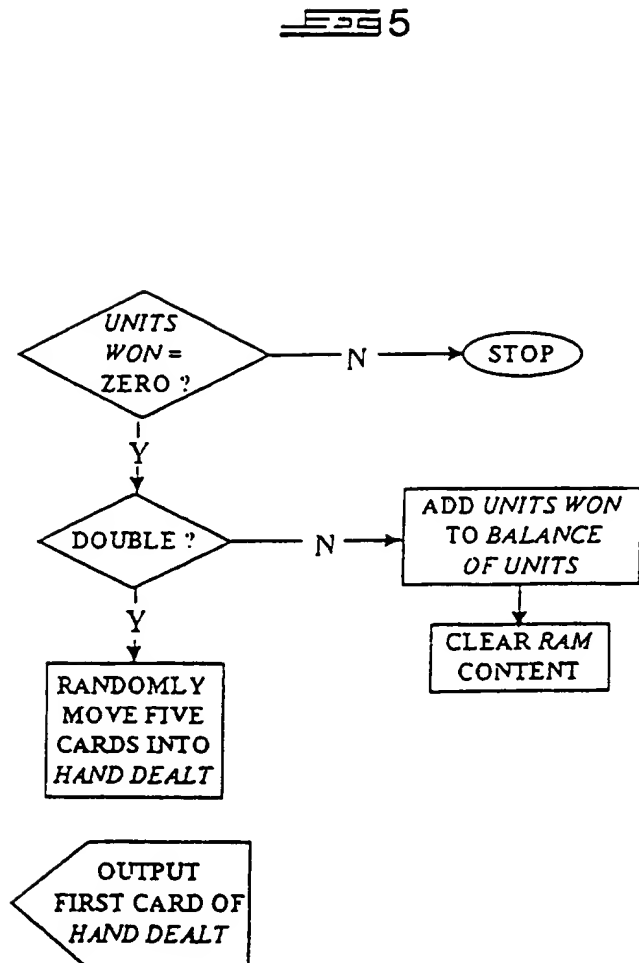 FIG 5
UNITS
WON =
ZERO ?
N
STOP
Y
DOUBLE ?
N
ADD UNITS WON
TO BALANCE
OF UNITS
Y
CLEAR RAM
CONTENT
RANDOMLY
MOVE FIVE
CARDS INTO
HAND DEALT
OUTPUT
FIRST CARD OF
HAND DEALT